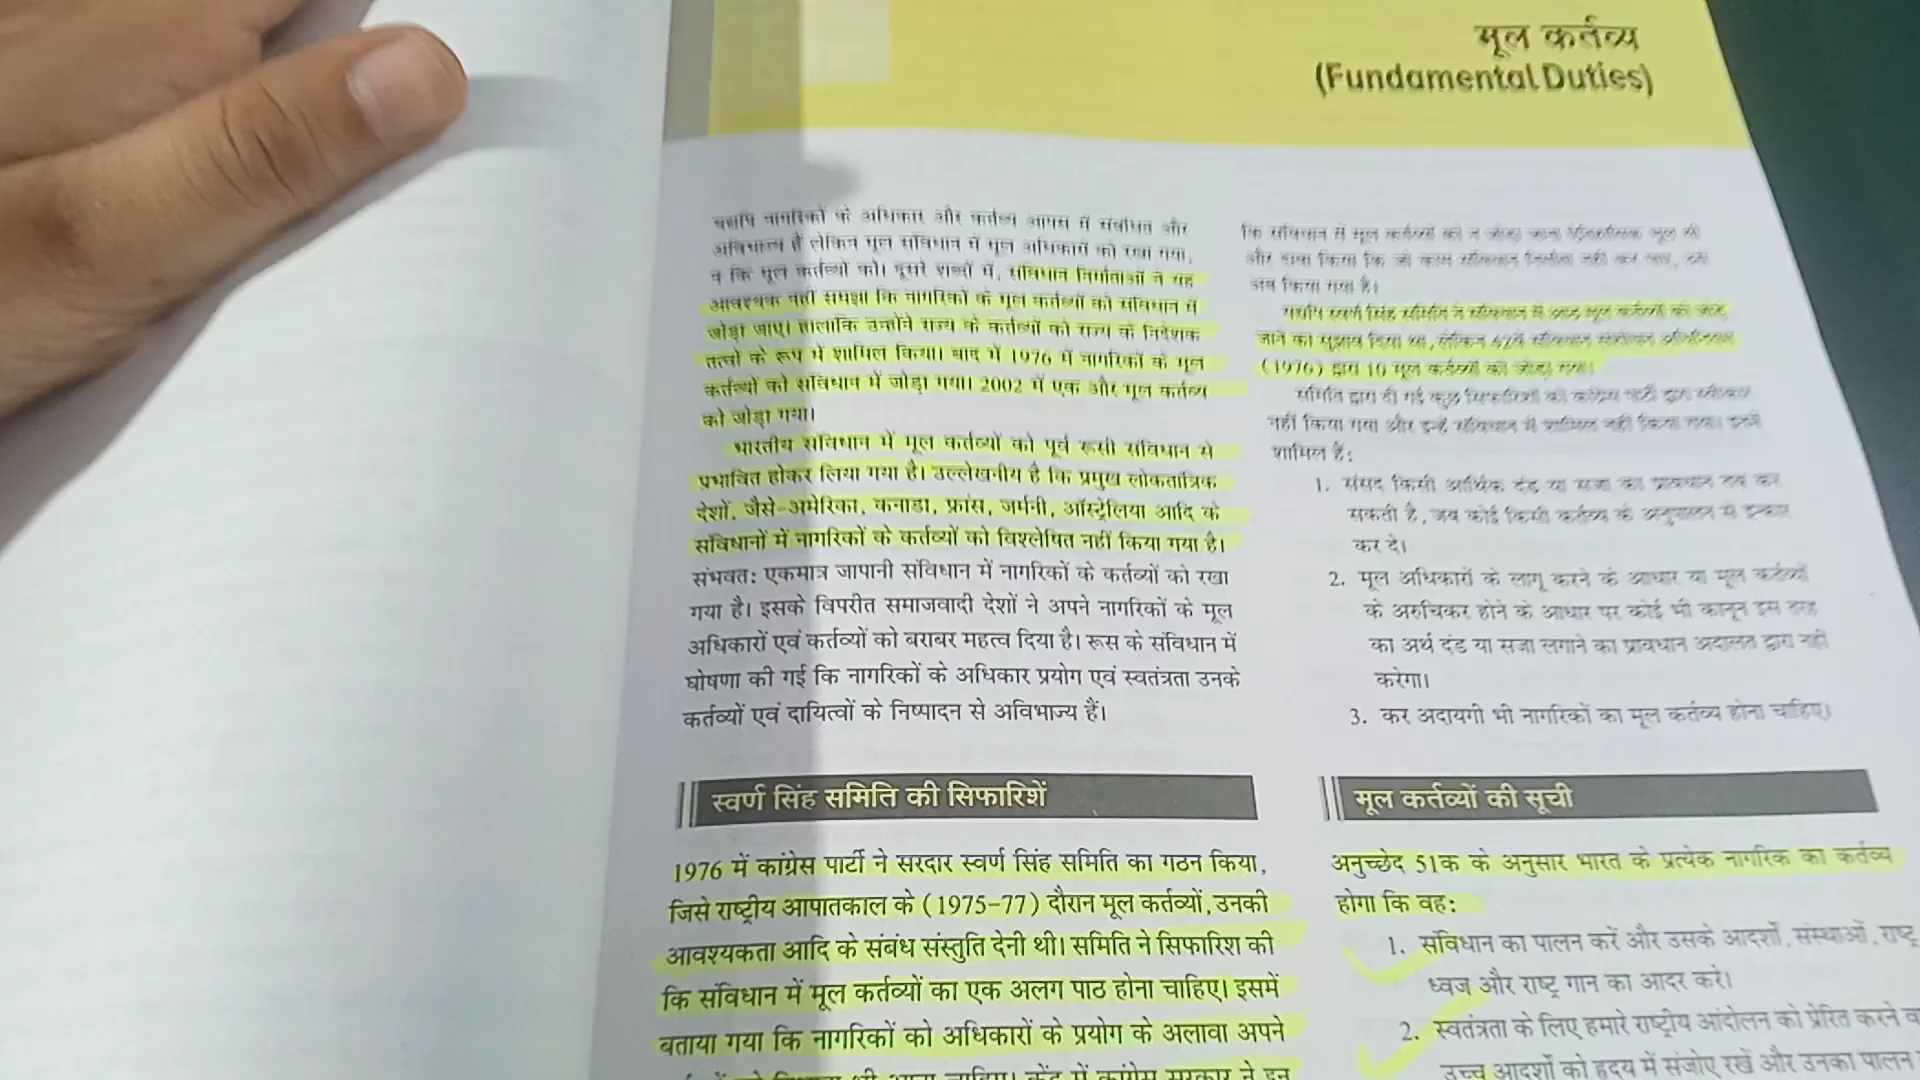 मूल कर्तव्य
(Fundamental Duties)
यद्यपि नागरिकों के अधिकार और कर्तव्य आपस में संबंधित और
अविभाज्य हैं लेकिन मूल संविधान में मूल अधिकारों को रखा गया,
न कि मूल कर्तव्यों को। दूसरे शब्दों में, संविधान निर्माताओं ने यह
आवश्यक नहीं समझा कि नागरिकों के मूल कर्तव्यों को संविधान में
जोड़ा जाए। हालांकि उन्होंने राज्य के कर्तव्यों को राज्य के निदेशक
तत्वों के रूप में शामिल किया। बाद में 1976 में नागरिकों के मूल
कर्तव्यों को संविधान में जोड़ा गया। 2002 में एक और मूल कर्तव्य
को जोड़ा गया।
भारतीय संविधान में मूल कर्तव्यों को पूर्व रूसी संविधान से
प्रभावित होकर लिया गया है। उल्लेखनीय है कि प्रमुख लोकतांत्रिक
देशों, जैसे-अमेरिका, कनाडा, फ्रांस, जर्मनी, ऑस्ट्रेलिया आदि के
संविधानों में नागरिकों के कर्तव्यों को विश्लेषित नहीं किया गया है।
संभवत: एकमात्र जापानी संविधान में नागरिकों के कर्तव्यों को रखा
गया है। इसके विपरीत समाजवादी देशों ने अपने नागरिकों के मूल
अधिकारों एवं कर्तव्यों को बराबर महत्व दिया है। रूस के संविधान में
घोषणा की गई कि नागरिकों के अधिकार प्रयोग एवं स्वतंत्रता उनके
कर्तव्यों एवं दायित्वों के निष्पादन से अविभाज्य हैं।
स्वर्ण सिंह समिति की सिफारिशें
1976 में कांग्रेस पार्टी ने सरदार स्वर्ण सिंह समिति का गठन किया,
जिसे राष्ट्रीय आपातकाल के (1975-77) दौरान मूल कर्तव्यों, उनकी
आवश्यकता आदि के संबंध संस्तुति देनी थी। समिति ने सिफारिश की
कि संविधान में मूल कर्तव्यों का एक अलग पाठ होना चाहिए। इसमें
बताया गया कि नागरिकों को अधिकारों के प्रयोग के अलावा अपने
केंद्र में कांग्रेस सरकार ने इन
कि संविधान में मूल कर्तव्यों को न जोड़ा जाना ऐतिहासिक भूल थी
और दावा किया कि जो काम संविधान निर्माता नहीं कर पाए, उसे
अब किया गया है।
यद्यपि स्वर्ण सिंह समिति ने संविधान में आठ मूल कर्तव्यों को जोड़े
जाने का सुझाव दिया था, लेकिन 42वें संविधान संशोधन अधिनियम
(1976) द्वारा 10 मूल कर्तव्यों को जोड़ा गया।
समिति द्वारा दी गई कुछ सिफारिशों को कांग्रेस पार्टी द्वारा स्वीकार
नहीं किया गया और इन्हें संविधान में शामिल नहीं किया गया। इनमें
शामिल हैं:
1. संसद किसी आर्थिक दंड या सजा का प्रावधान तय कर
सकती है, जब कोई किसी कर्तव्य के अनुपालन से इन्कार
कर दे।
2. मूल अधिकारों के लागू करने के आधार या मूल कर्तव्यों
के अरुचिकर होने के आधार पर कोई भी कानून इस तरह
का अर्थ दंड या सजा लगाने का प्रावधान अदालत द्वारा नहीं
करेगा।
3. कर अदायगी भी नागरिकों का मूल कर्तव्य होना चाहिए।
मूल कर्तव्यों की सूची
अनुच्छेद 51क के अनुसार भारत के प्रत्येक नागरिक का कर्तव्य
होगा कि वह:
1. संविधान का पालन करें और उसके आदर्शों, संस्थाओं, राष्ट्र
ध्वज और राष्ट्र गान का आदर करे।
2. स्वतंत्रता के लिए हमारे राष्ट्रीय आंदोलन को प्रेरित करने
उच्च आदर्शों को हृदय में संजोए रखें और उनका पालन